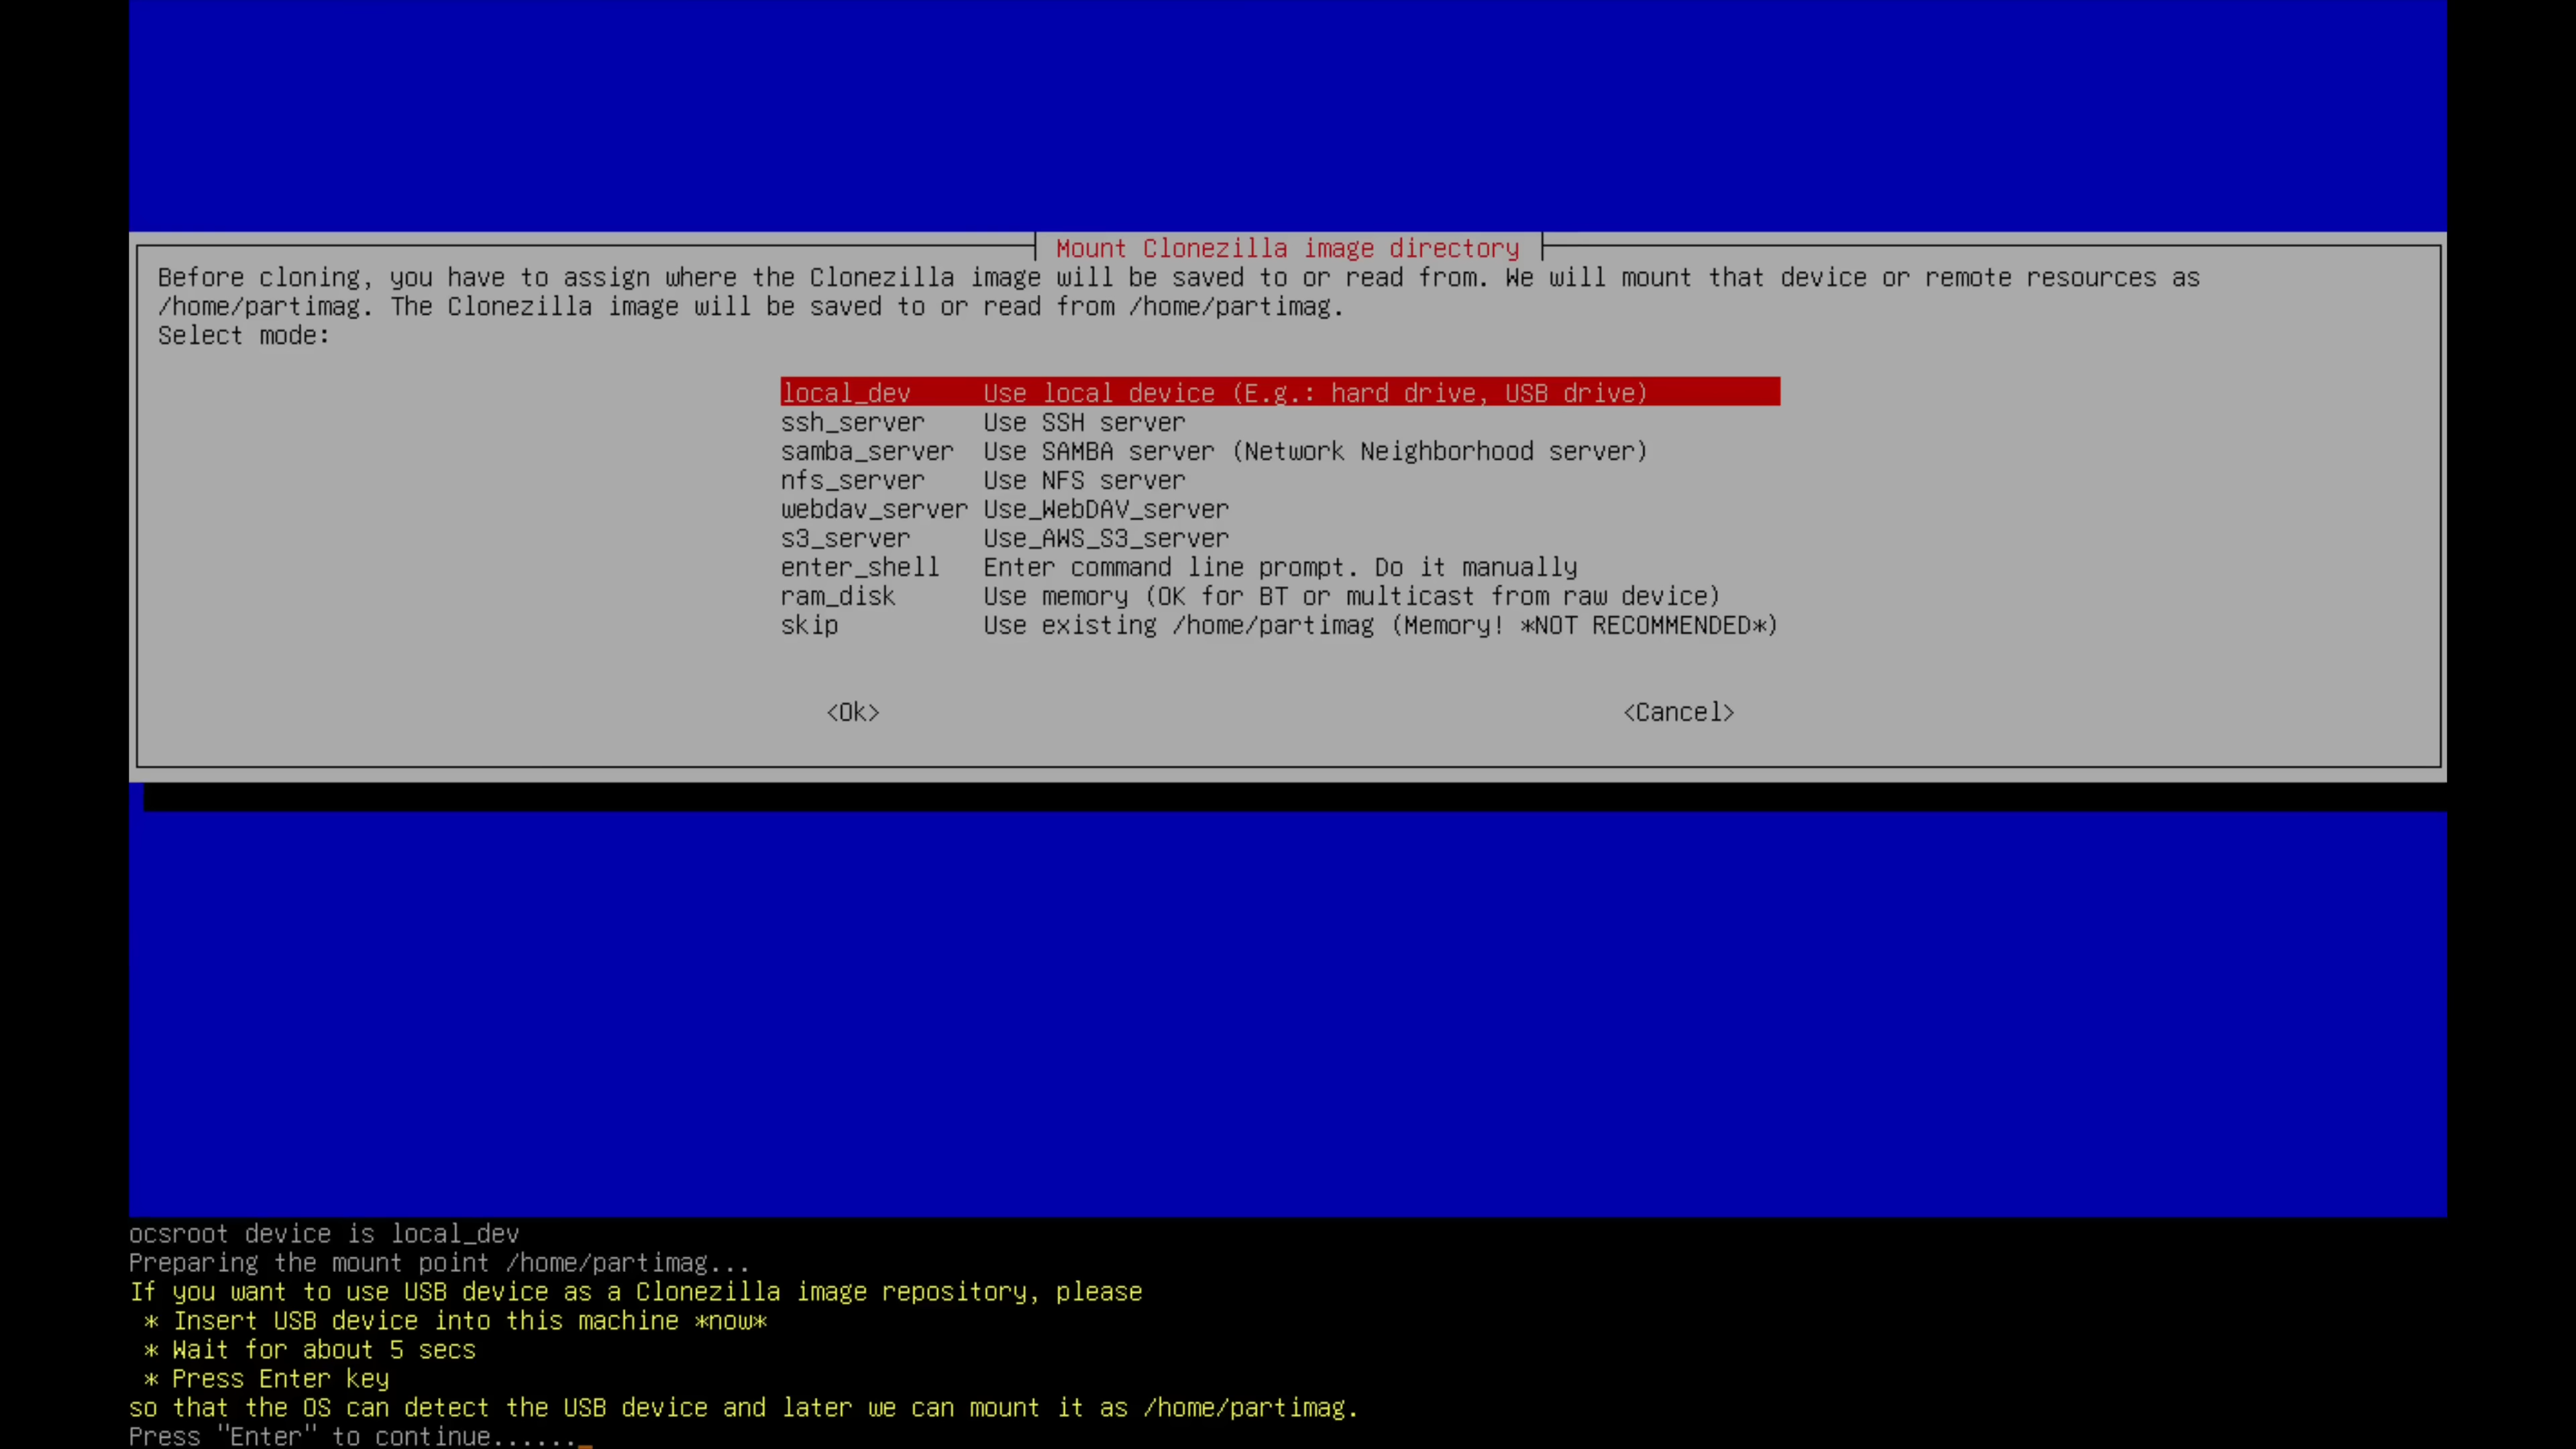 Mount Clonezilla image directory
Before cloning, you have to assign where the Clonezilla image will be saved to or read from. We will mount that device or remote resources as
/home/partimag. The Clonezilla image will be saved to or read from /home/partimag.
Select mode:
local_dev Use local device (E.g.: hard drive, USB drive)
ssh_server Use SSH server
samba_server Use SAMBA server (Network Neighborhood server)
nfs_server Use NFS server
webdav_server Use_WebDAV_server
s3_server Use_AWS_S3_server
enter_shell Enter command line prompt. Do it manually
ram_disk Use memory (OK for BT or multicast from raw device)
skip Use existing /home/partimag (Memory! *NOT RECOMMENDED*)
<Ok> <Cancel>
ocsroot device is local_dev
Preparing the mount point /home/partimag...
If you want to use USB device as a Clonezilla image repository, please
* Insert USB device into this machine *now*
* Wait for about 5 secs
* Press Enter key
so that the OS can detect the USB device and later we can mount it as /home/partimag.
Press "Enter" to continue......